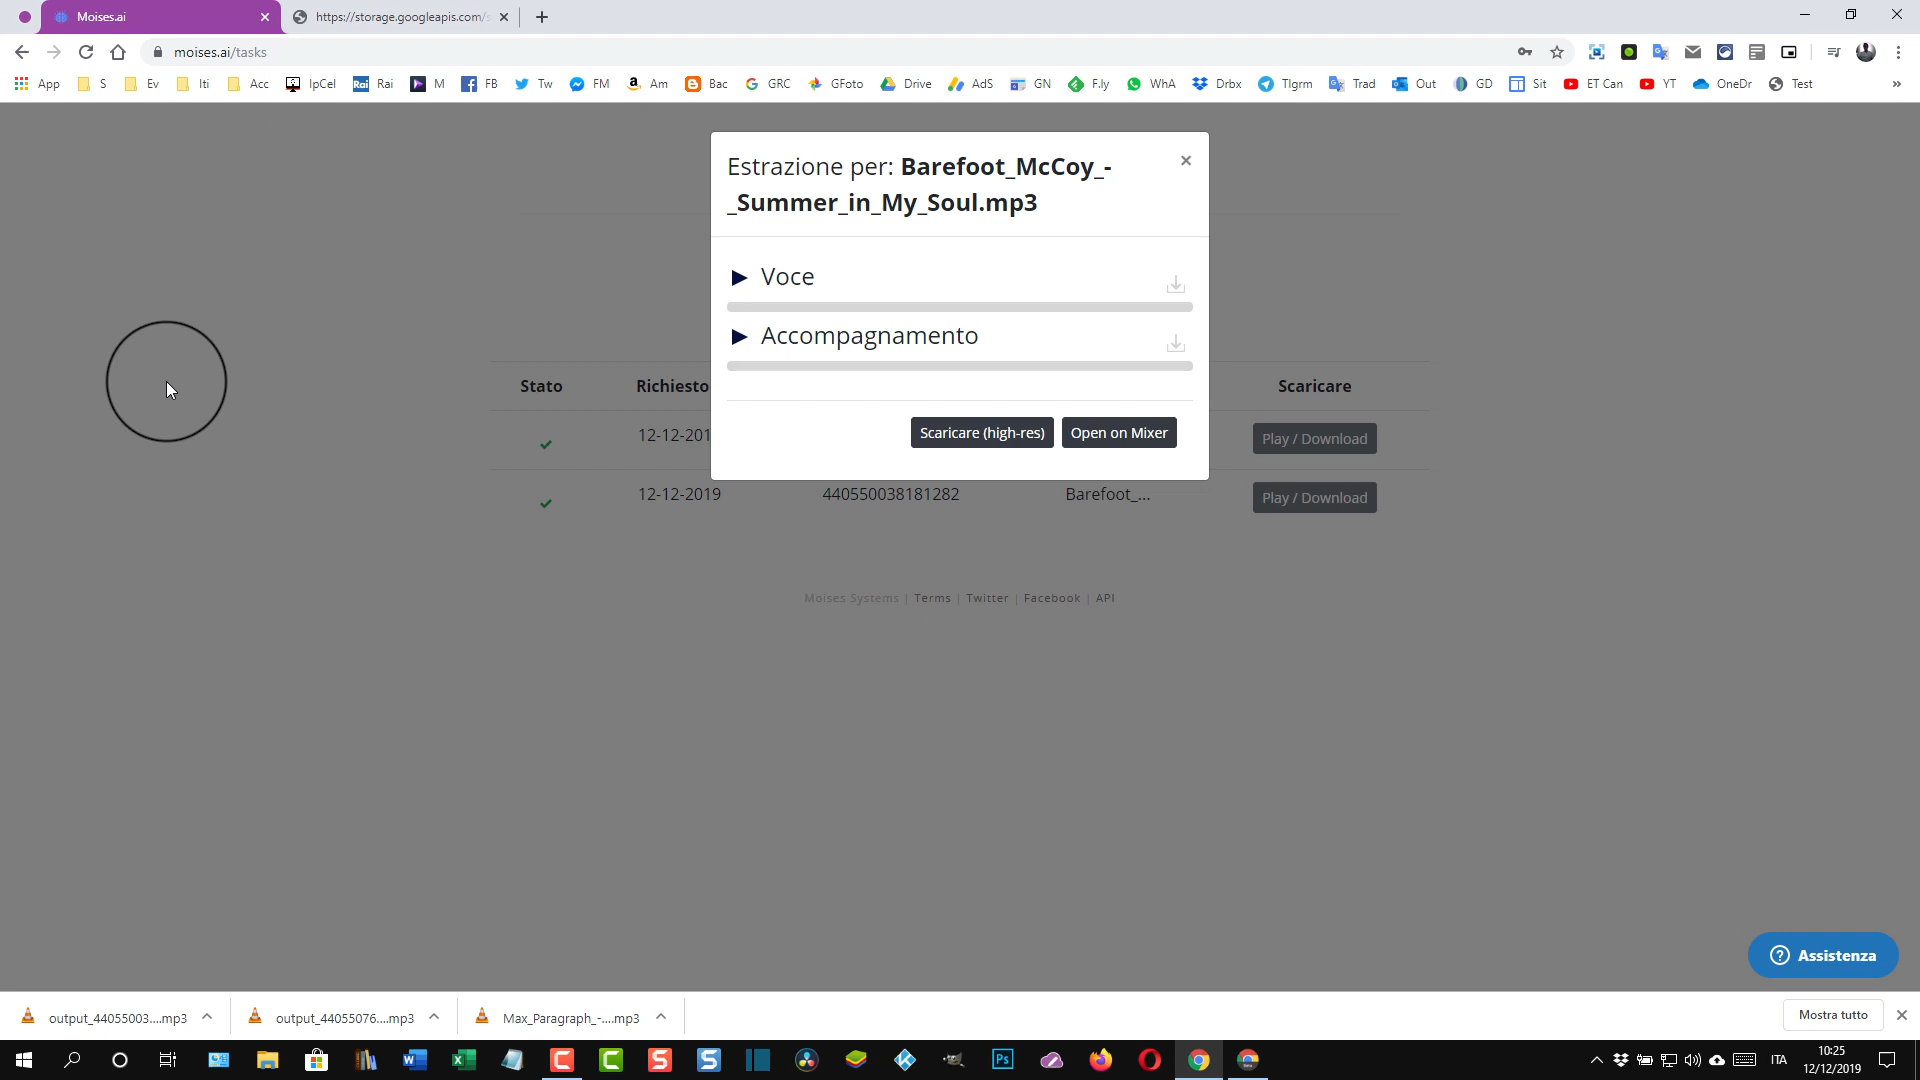 Moises.ai
https://storage.googleapis.com/s
moises.ai/tasks
App S Ev Iti Acc IpCel Rai Rai M FB Tw FM Am Bac GRC GFoto Drive AdS GN F.ly WhA Drbx Tlgrm Trad Out GD Sit ET Can YT OneDr Test »
Estrazione per: Barefoot_McCoy_-
_Summer_in_My_Soul.mp3
×
Voce
Accompagnamento
Scaricare (high-res) Open on Mixer
Stato Richiesto Scaricare
12-12-201 Play / Download
12-12-2019 440550038181282 Barefoot_... Play / Download
Moises Systems | Terms | Twitter | Facebook | API
? Assistenza
output_44055003....mp3 output_44055076....mp3 Max_Paragraph_-....mp3 Mostra tutto
ITA
10:25
12/12/2019